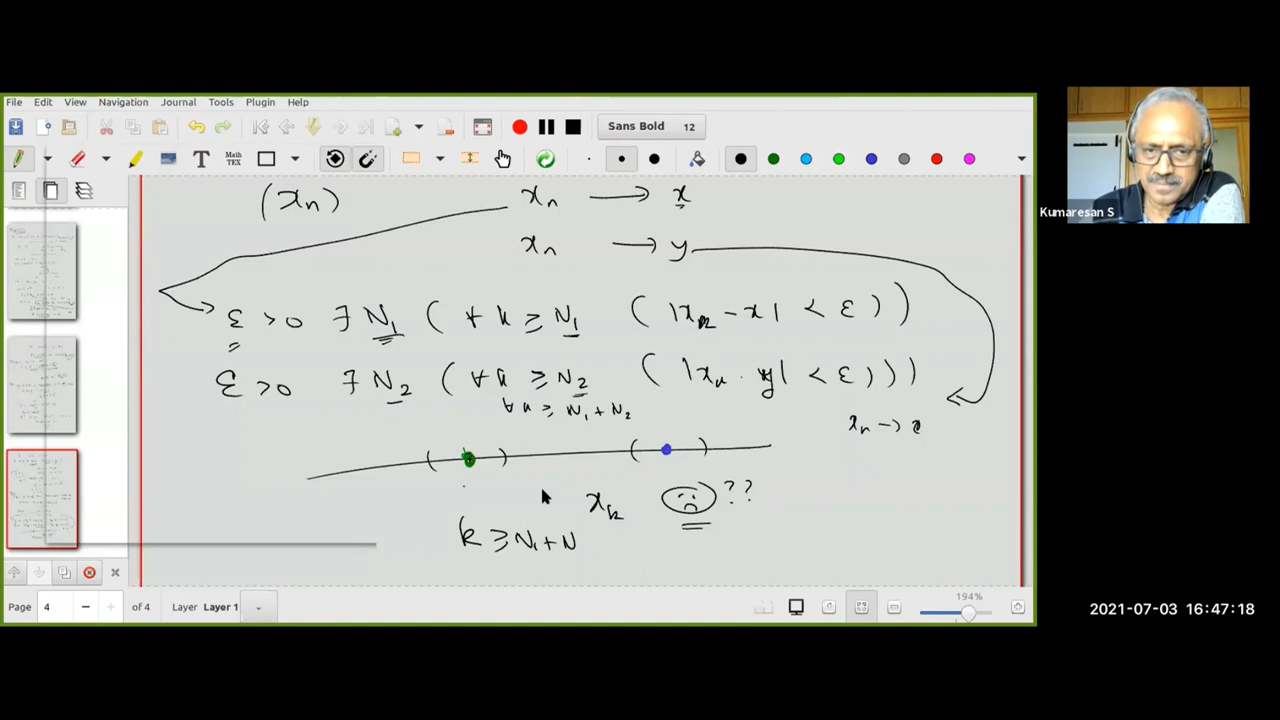 File Edit View Navigation Journal Tools Plugin Help
T Math TEX Sans Bold 12
(xn) xn → x
xn → y
ε > 0 ∃ N1 ( ∀ k ≥ N1 ( |xk - x| < ε ) )
ε > 0 ∃ N2 ( ∀ k ≥ N2 ( |xk - y| < ε ) ) )
∀ k ≥ N1 + N2
xn → x
( ) ( )
xk ??
k ≥ N1 + N
Page 4 of 4 Layer Layer 1 194%
Kumaresan S
2021-07-03 16:47:18